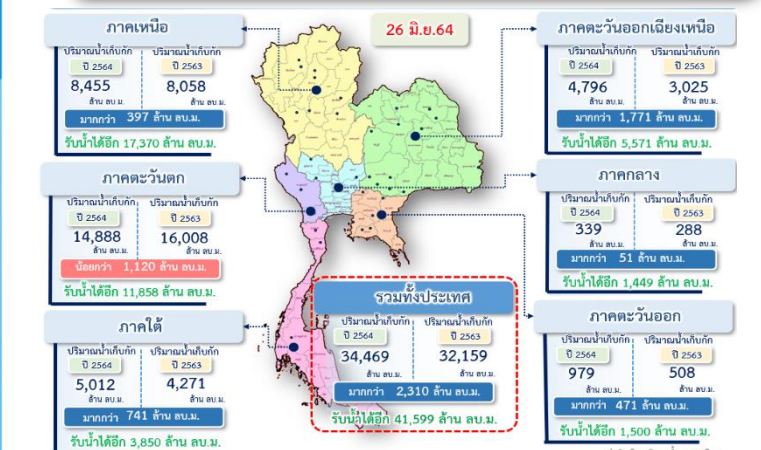 26 มิ.ย.64
ภาคเหนือ
ปริมาณน้ำเก็บกัก ปริมาณน้ำเก็บกัก
ปี 2564 ปี 2563
8,455 8,058
ล้าน ลบ.ม. ล้าน ลบ.ม.
มากกว่า 397 ล้าน ลบ.ม.
รับน้ำได้อีก 17,370 ล้าน ลบ.ม.
ภาคตะวันออกเฉียงเหนือ
ปริมาณน้ำเก็บกัก ปริมาณน้ำเก็บกัก
ปี 2564 ปี 2563
4,796 3,025
ล้าน ลบ.ม. ล้าน ลบ.ม.
มากกว่า 1,771 ล้าน ลบ.ม.
รับน้ำได้อีก 5,571 ล้าน ลบ.ม.
ภาคตะวันตก
ปริมาณน้ำเก็บกัก ปริมาณน้ำเก็บกัก
ปี 2564 ปี 2563
14,888 16,008
ล้าน ลบ.ม. ล้าน ลบ.ม.
น้อยกว่า 1,120 ล้าน ลบ.ม.
รับน้ำได้อีก 11,858 ล้าน ลบ.ม.
ภาคกลาง
ปริมาณน้ำเก็บกัก ปริมาณน้ำเก็บกัก
ปี 2564 ปี 2563
339 288
ล้าน ลบ.ม. ล้าน ลบ.ม.
มากกว่า 51 ล้าน ลบ.ม.
รับน้ำได้อีก 1,449 ล้าน ลบ.ม.
ภาคใต้
ปริมาณน้ำเก็บกัก ปริมาณน้ำเก็บกัก
ปี 2564 ปี 2563
5,012 4,271
ล้าน ลบ.ม. ล้าน ลบ.ม.
มากกว่า 741 ล้าน ลบ.ม.
รับน้ำได้อีก 3,850 ล้าน ลบ.ม.
รวมทั้งประเทศ
ปริมาณน้ำเก็บกัก ปริมาณน้ำเก็บกัก
ปี 2564 ปี 2563
34,469 32,159
ล้าน ลบ.ม. ล้าน ลบ.ม.
มากกว่า 2,310 ล้าน ลบ.ม.
รับน้ำได้อีก 41,599 ล้าน ลบ.ม.
ภาคตะวันออก
ปริมาณน้ำเก็บกัก ปริมาณน้ำเก็บกัก
ปี 2564 ปี 2563
979 508
ล้าน ลบ.ม. ล้าน ลบ.ม.
มากกว่า 471 ล้าน ลบ.ม.
รับน้ำได้อีก 1,500 ล้าน ลบ.ม.